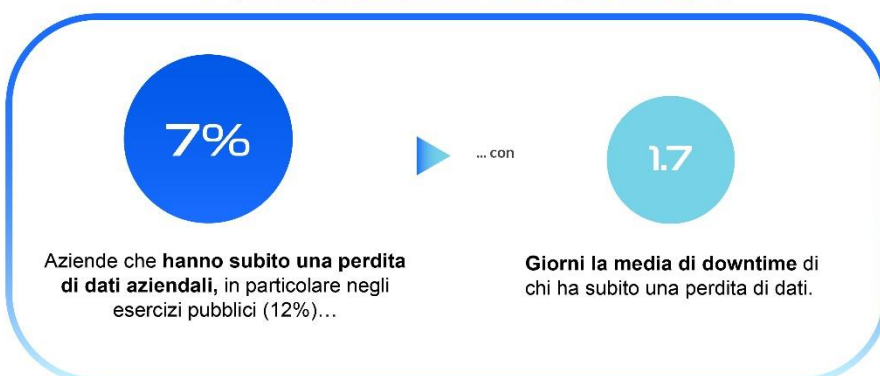 7%
... con
1.7
Aziende che hanno subito una perdita
di dati aziendali, in particolare negli
esercizi pubblici (12%)…
Giorni la media di downtime di
chi ha subito una perdita di dati.